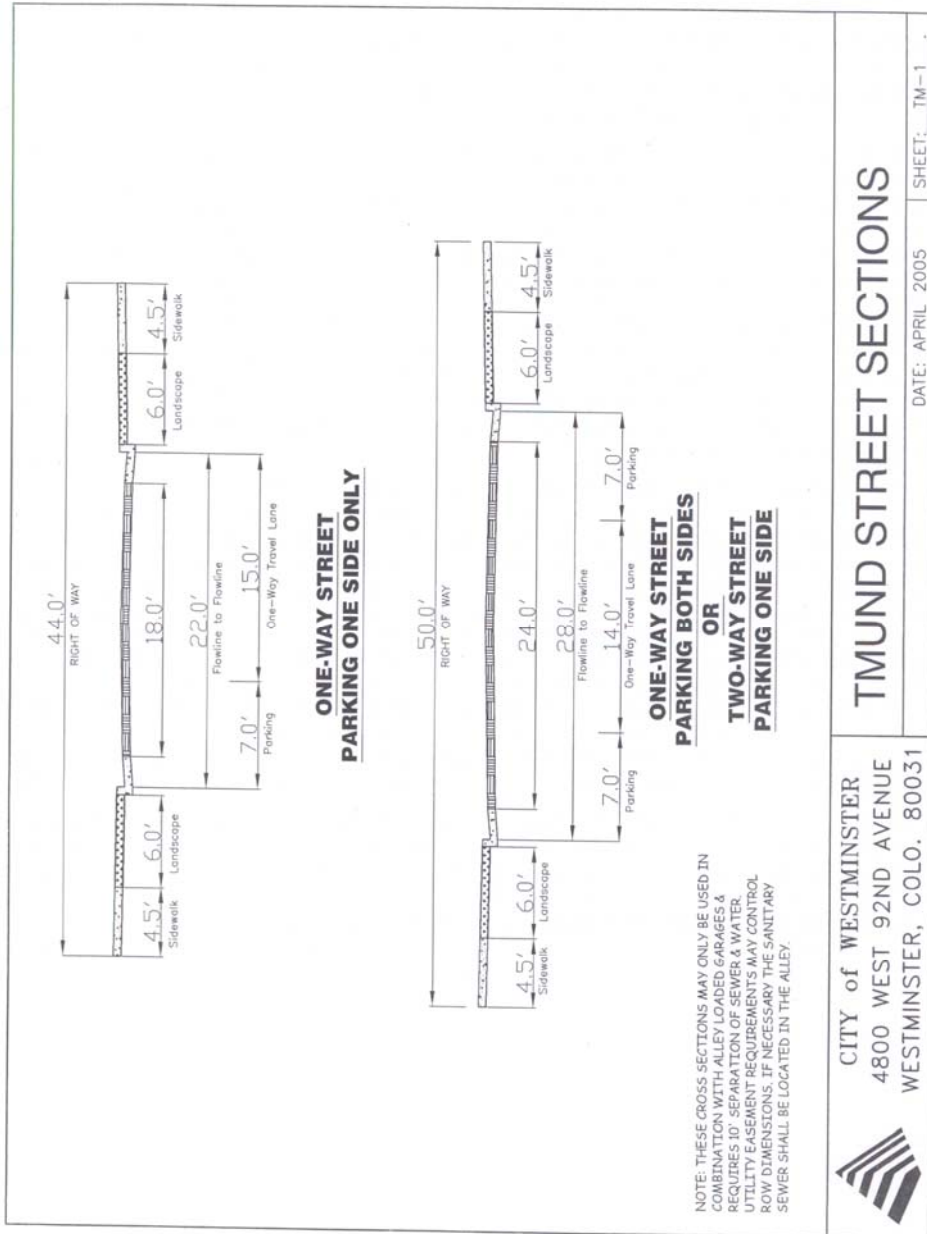 44.0'
RIGHT OF WAY
4.5' 6.0' 18.0' 6.0' 4.5'
Sidewalk Landscape Landscape Sidewalk
22.0'
Flowline to Flowline
7.0' 15.0'
Parking One-Way Travel Lane
ONE-WAY STREET
PARKING ONE SIDE ONLY
50.0'
RIGHT OF WAY
4.5' 6.0' 24.0' 6.0' 4.5'
Sidewalk Landscape Landscape Sidewalk
28.0'
Flowline to Flowline
7.0' 14.0' 7.0'
Parking One-Way Travel Lane Parking
ONE-WAY STREET
PARKING BOTH SIDES
OR
TWO-WAY STREET
PARKING ONE SIDE
NOTE: THESE CROSS SECTIONS MAY ONLY BE USED IN
COMBINATION WITH ALLEY LOADED GARAGES &
REQUIRES 10' SEPARATION OF SEWER & WATER.
UTILITY EASEMENT REQUIREMENTS MAY CONTROL
ROW DIMENSIONS. IF NECESSARY THE SANITARY
SEWER SHALL BE LOCATED IN THE ALLEY.
CITY of WESTMINSTER
4800 WEST 92ND AVENUE
WESTMINSTER, COLO. 80031
TMUND STREET SECTIONS
DATE: APRIL 2005
SHEET: TM-1